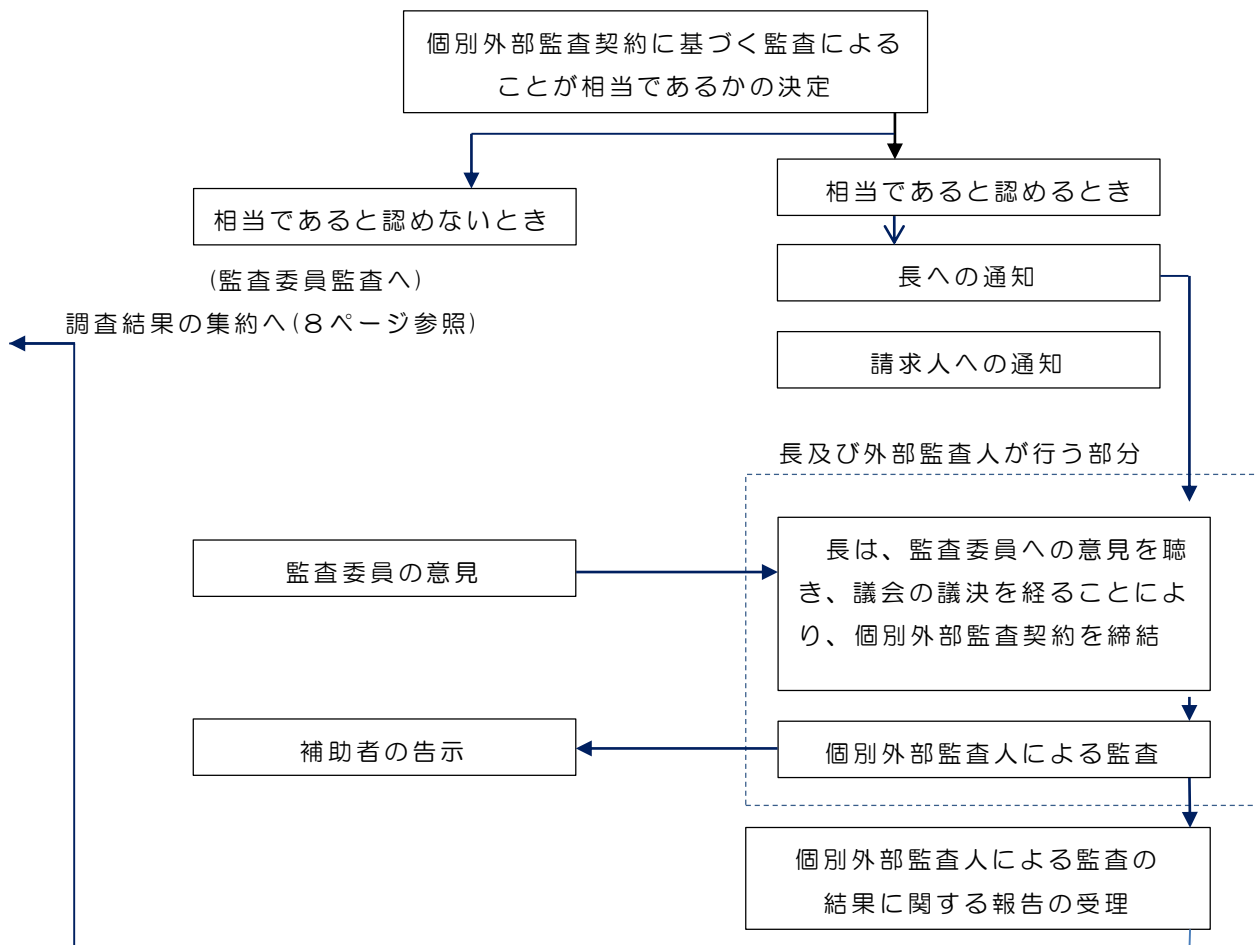 個別外部監査契約に基づく監査による
ことが相当であるかの決定
相当であると認めないとき
相当であると認めるとき
(監査委員監査へ)
調査結果の集約へ(８ページ参照)
長への通知
請求人への通知
長及び外部監査人が行う部分
監査委員の意見
長は、監査委員への意見を聴
き、議会の議決を経ることによ
り、個別外部監査契約を締結
補助者の告示
個別外部監査人による監査
個別外部監査人による監査の
結果に関する報告の受理